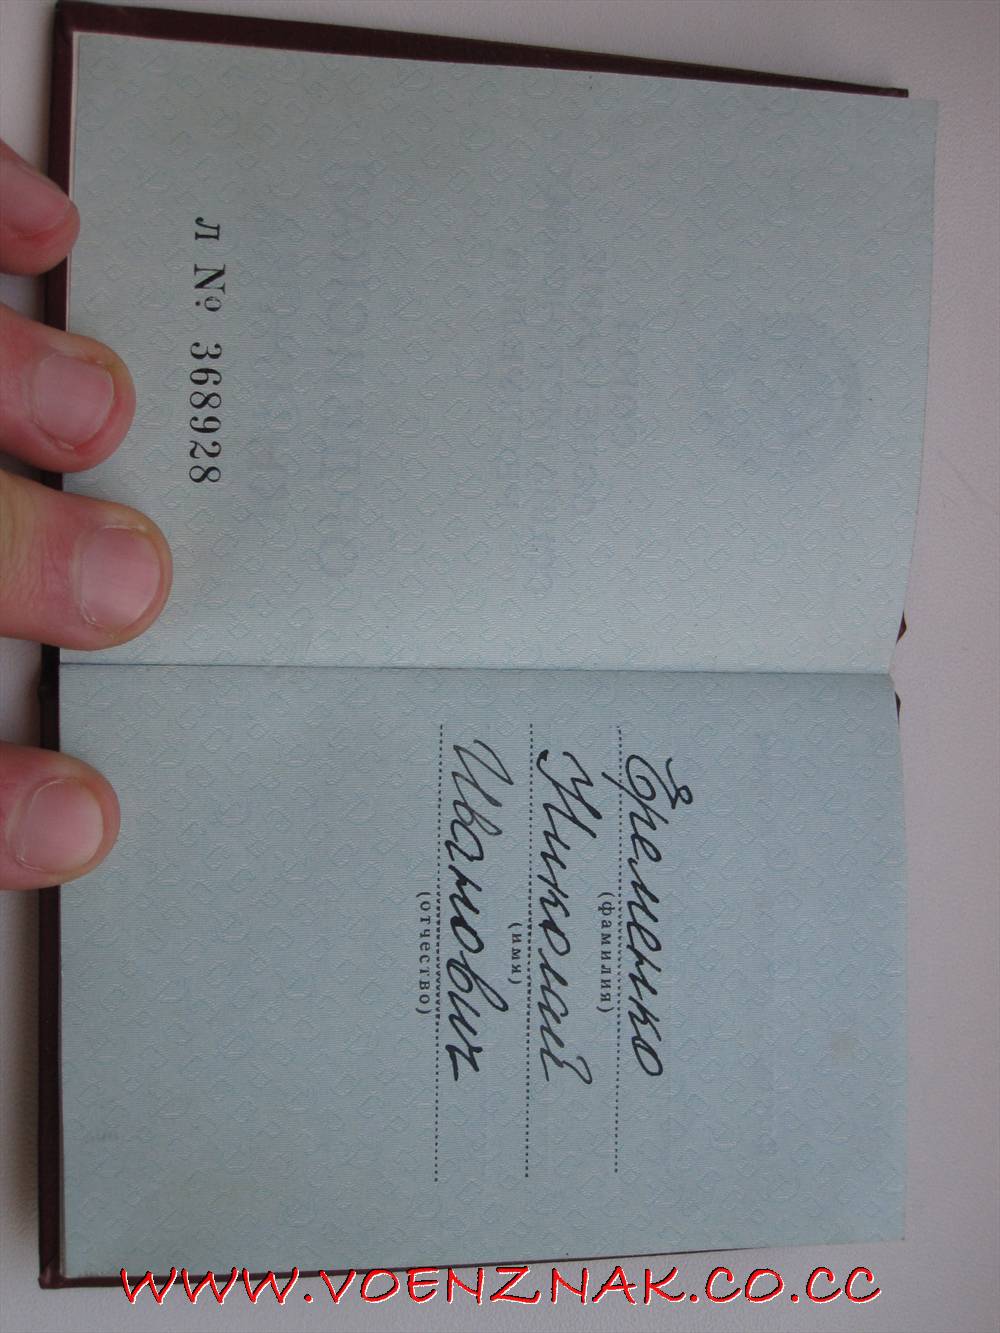 Л № 368928
Еременко
(фамилия)
Николай
(имя)
Иванович
(отчество)
WWW.VOENZNAK.CO.CC